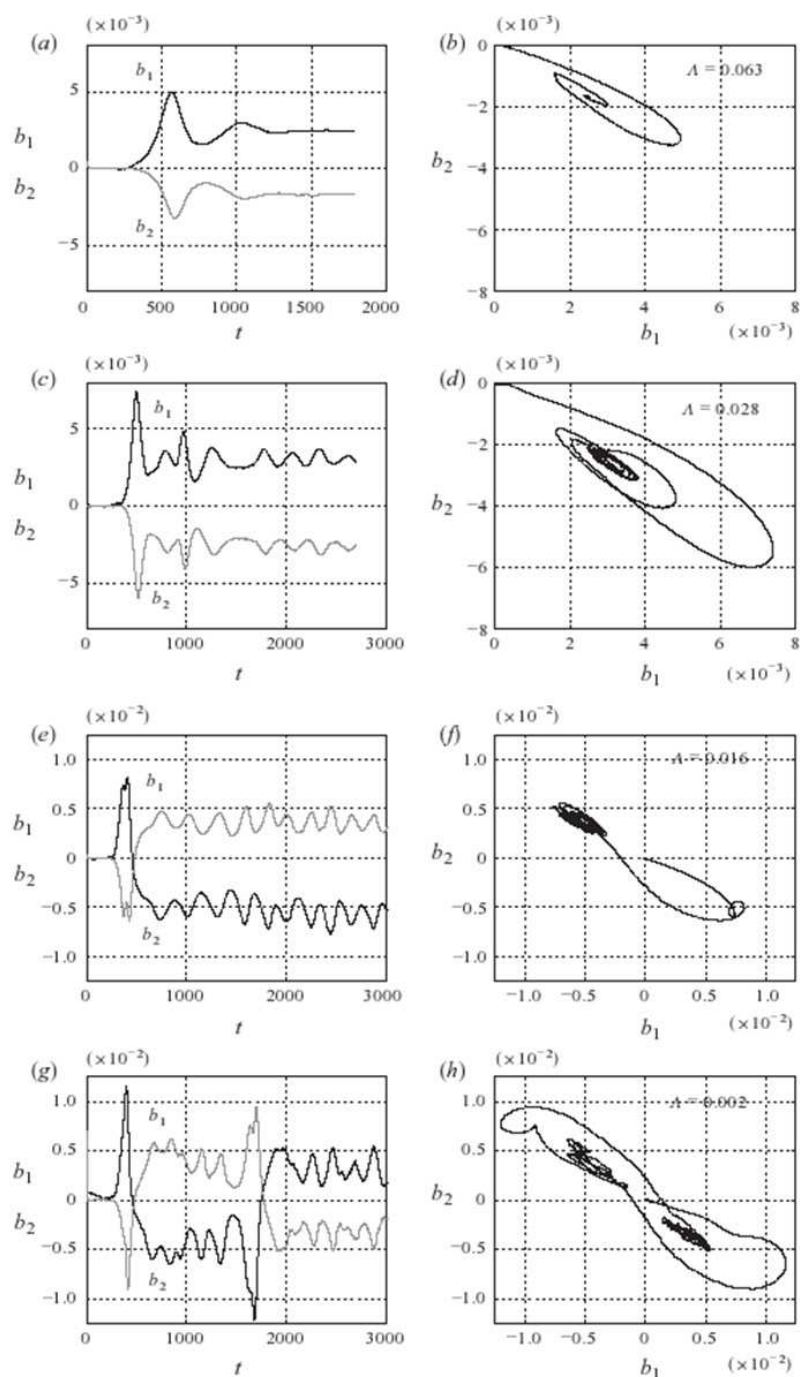 (a)
(×10⁻³)
5
0
−5
b₁
b₂
b₁
b₂
0 500 1000 1500 2000
t
(b)
(×10⁻³)
0
−2
−4
−6
−8
b₂
Λ = 0.063
0 2 4 6 8
b₁ (×10⁻³)
(c)
(×10⁻³)
5
0
−5
b₁
b₂
b₁
b₂
0 1000 2000 3000
t
(d)
(×10⁻³)
0
−2
−4
−6
−8
b₂
Λ = 0.028
0 2 4 6 8
b₁ (×10⁻³)
(e)
(×10⁻²)
1.0
0.5
0
−0.5
−1.0
b₁
b₂
b₁
b₂
0 1000 2000 3000
t
(f)
(×10⁻²)
1.0
0.5
0
−0.5
−1.0
b₂
Λ = 0.016
−1.0 −0.5 0 0.5 1.0
b₁ (×10⁻²)
(g)
(×10⁻²)
1.0
0.5
0
−0.5
−1.0
b₁
b₂
b₁
b₂
0 1000 2000 3000
t
(h)
(×10⁻²)
1.0
0.5
0
−0.5
−1.0
b₂
Λ = 0.002
−1.0 −0.5 0 0.5 1.0
b₁ (×10⁻²)